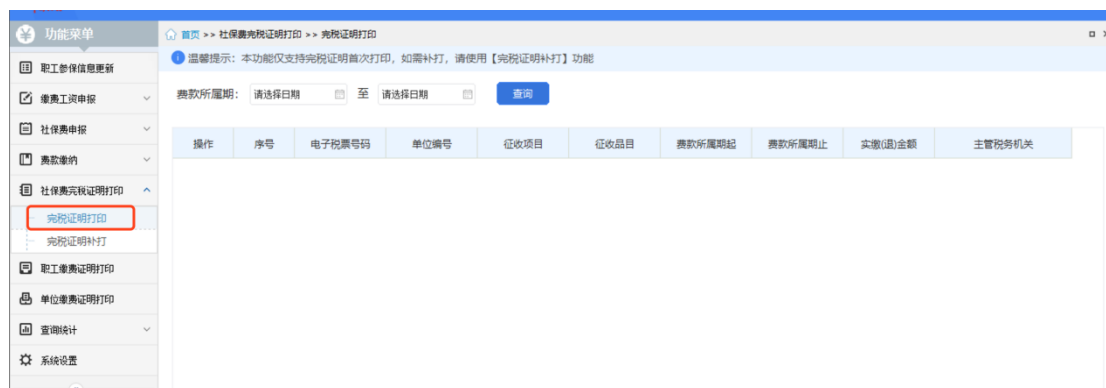 功能菜单
首页 >> 社保费完税证明打印 >> 完税证明打印
温馨提示：本功能仅支持完税证明首次打印，如需补打，请使用【完税证明补打】功能
职工参保信息更新
缴费工资申报
社保费申报
费款缴纳
社保费完税证明打印
完税证明打印
完税证明补打
职工缴费证明打印
单位缴费证明打印
查询统计
系统设置
费款所属期： 请选择日期 至 请选择日期 查询
操作 序号 电子税票号码 单位编号 征收项目 征收品目 费款所属期起 费款所属期止 实缴(退)金额 主管税务机关